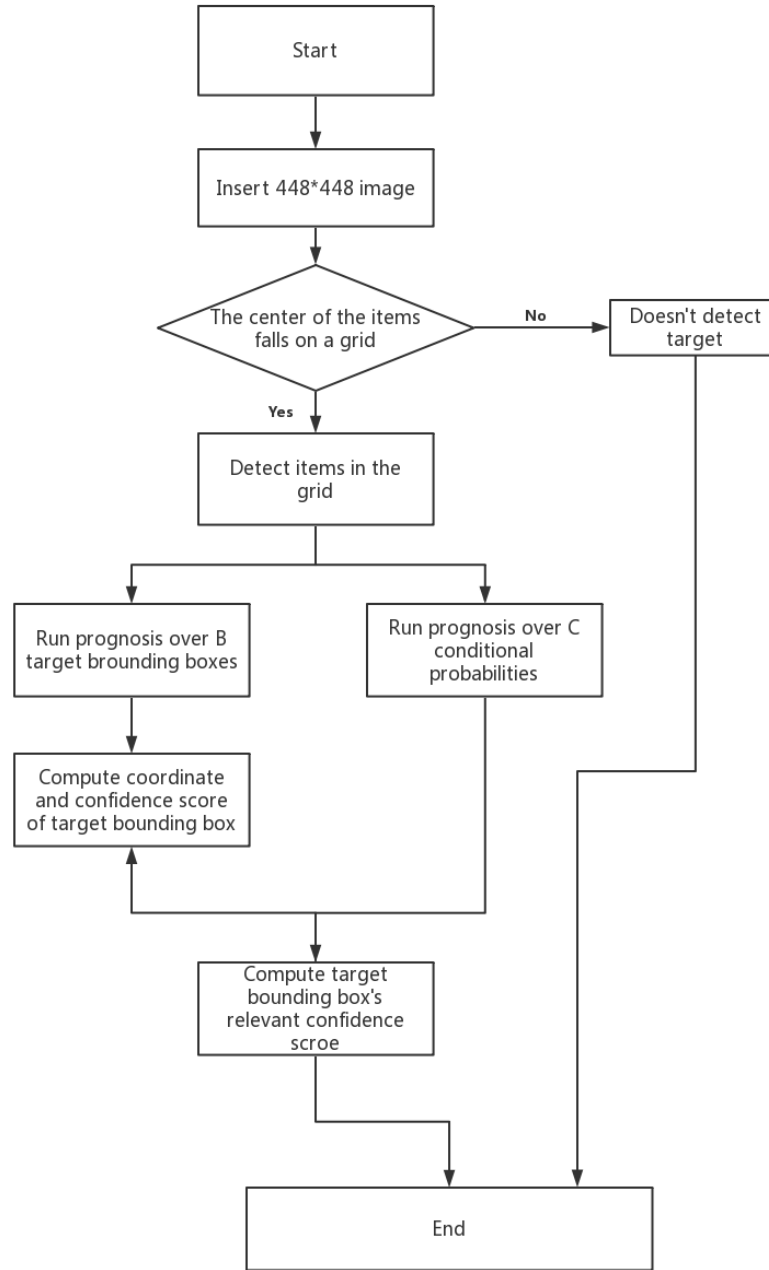 Start
Insert 448*448 image
The center of the items
falls on a grid
No
Doesn't detect
target
Yes
Detect items in the
grid
Run prognosis over B
target brounding boxes
Run prognosis over C
conditional
probabilities
Compute coordinate
and confidence score
of target bounding box
Compute target
bounding box's
relevant confidence
scroe
End